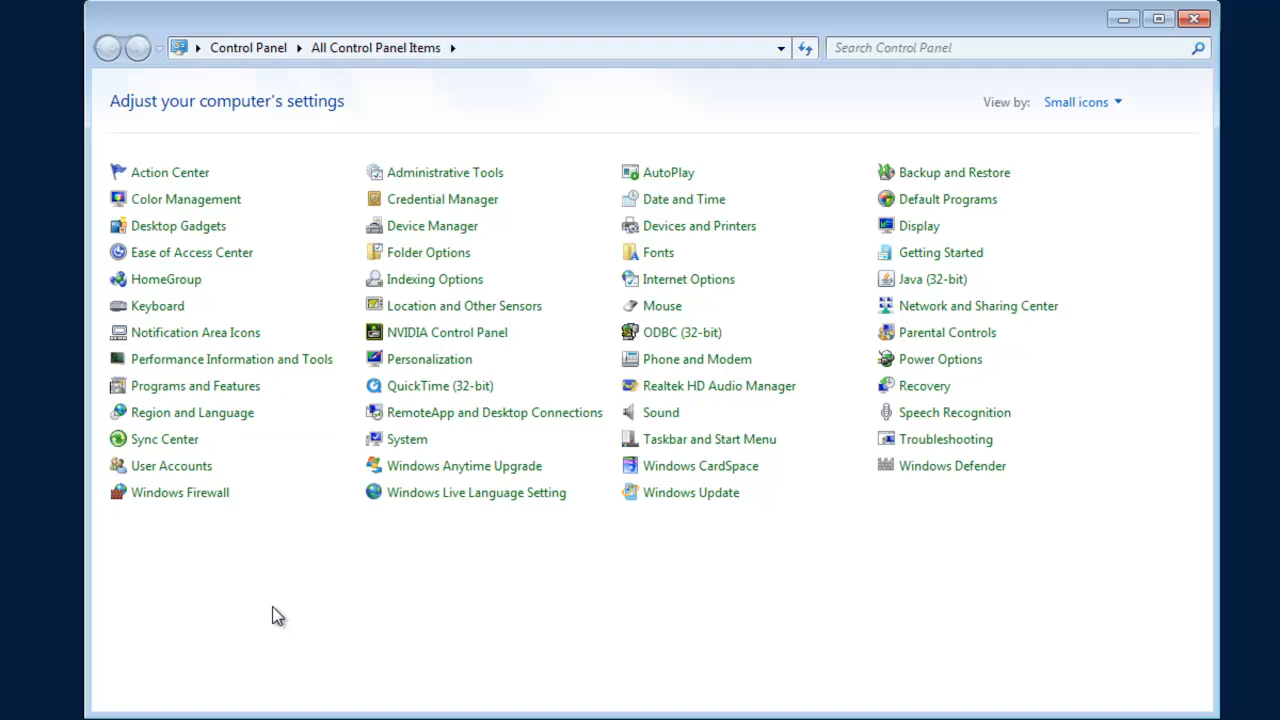 Control Panel All Control Panel Items
Search Control Panel
Adjust your computer's settings
View by: Small icons
Action Center Administrative Tools AutoPlay Backup and Restore
Color Management Credential Manager Date and Time Default Programs
Desktop Gadgets Device Manager Devices and Printers Display
Ease of Access Center Folder Options Fonts Getting Started
HomeGroup Indexing Options Internet Options Java (32-bit)
Keyboard Location and Other Sensors Mouse Network and Sharing Center
Notification Area Icons NVIDIA Control Panel ODBC (32-bit) Parental Controls
Performance Information and Tools Personalization Phone and Modem Power Options
Programs and Features QuickTime (32-bit) Realtek HD Audio Manager Recovery
Region and Language RemoteApp and Desktop Connections Sound Speech Recognition
Sync Center System Taskbar and Start Menu Troubleshooting
User Accounts Windows Anytime Upgrade Windows CardSpace Windows Defender
Windows Firewall Windows Live Language Setting Windows Update